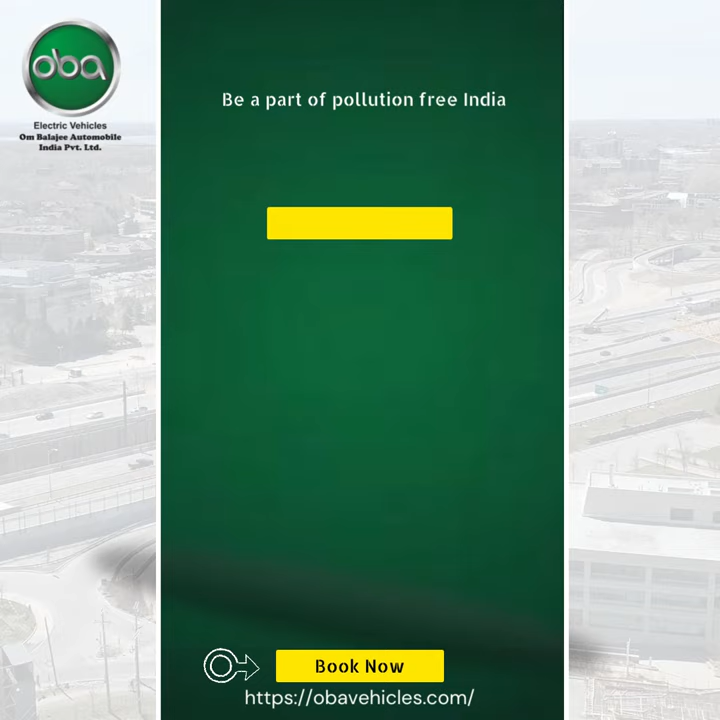 oba
Electric Vehicles
Om Balajee Automobile
India Pvt. Ltd.
Be a part of pollution free India
Book Now
https://obavehicles.com/